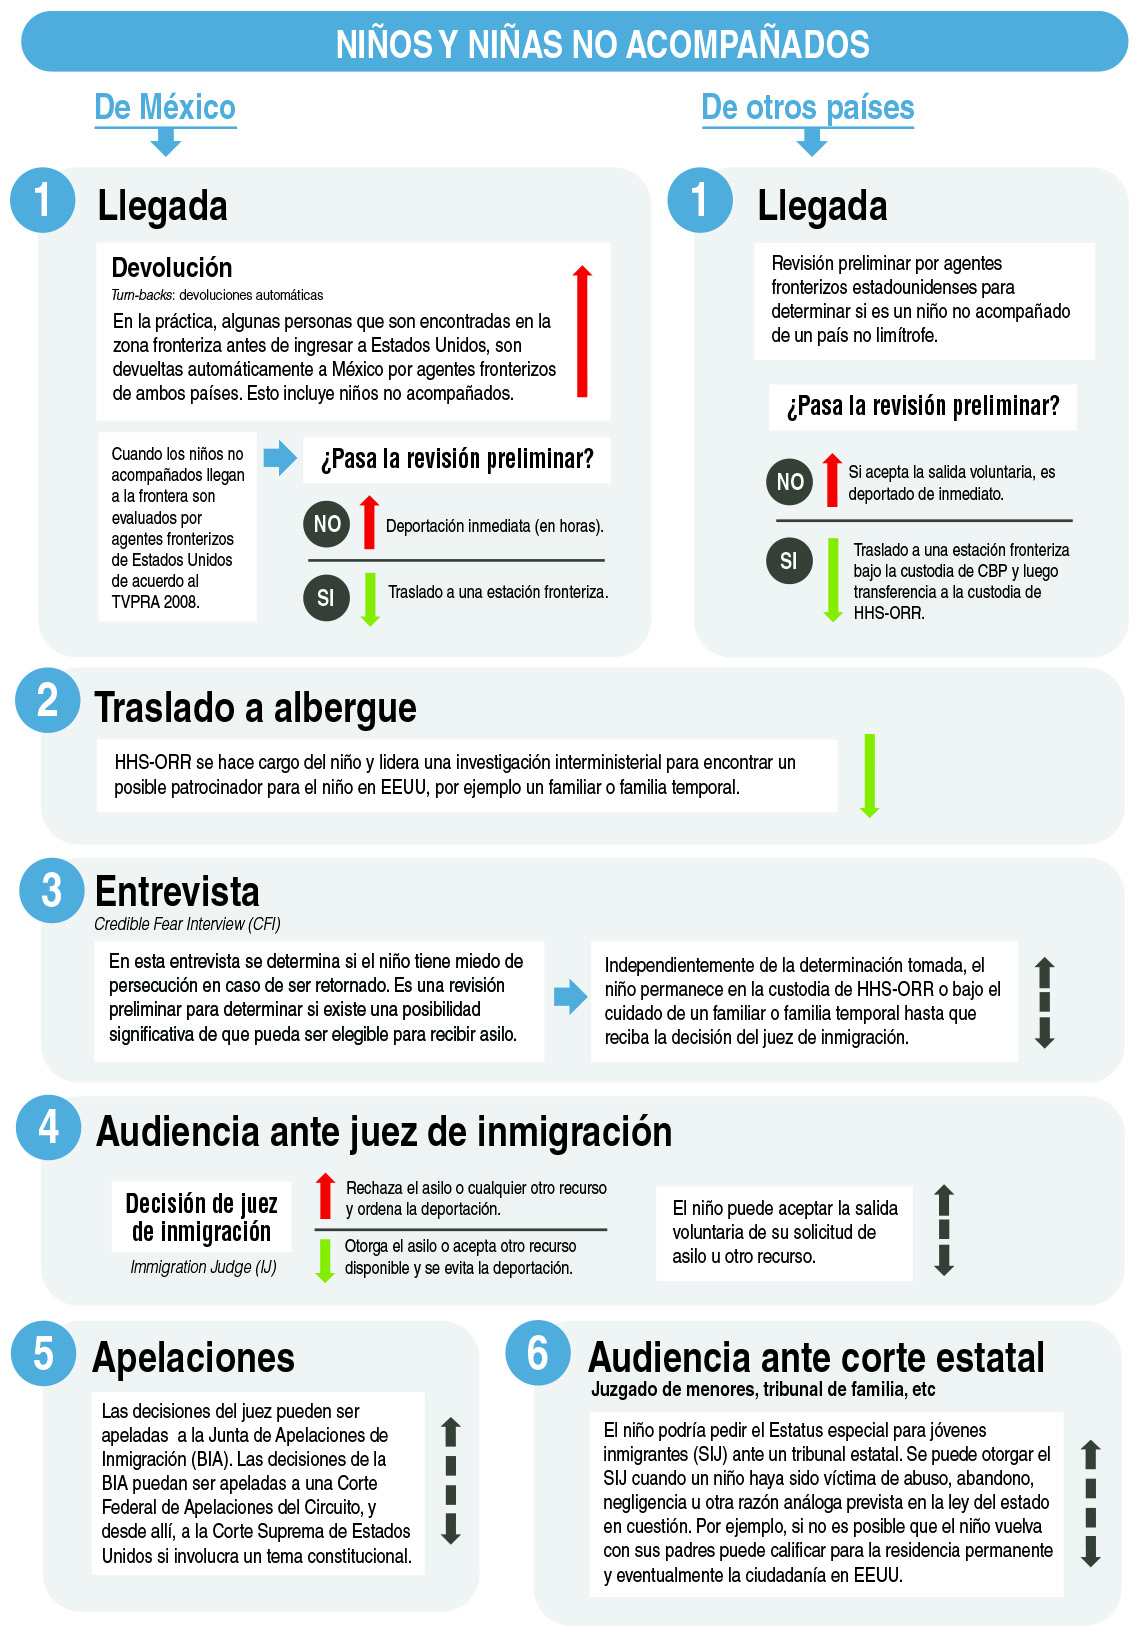 NIÑOS Y NIÑAS NO ACOMPAÑADOS
De México
1
Llegada
Devolución
Turn-backs: devoluciones automáticas
En la práctica, algunas personas que son encontradas en la
zona fronteriza antes de ingresar a Estados Unidos, son
devueltas automáticamente a México por agentes fronterizos
de ambos países. Esto incluye niños no acompañados.
Cuando los niños no
acompañados llegan
a la frontera son
evaluados por
agentes fronterizos
de Estados Unidos
de acuerdo al
TVPRA 2008.
¿Pasa la revisión preliminar?
NO
Deportación inmediata (en horas).
SI
Traslado a una estación fronteriza.
De otros países
1
Llegada
Revisión preliminar por agentes
fronterizos estadounidenses para
determinar si es un niño no acompañado
de un país no limítrofe.
¿Pasa la revisión preliminar?
NO
Si acepta la salida voluntaria, es
deportado de inmediato.
SI
Traslado a una estación fronteriza
bajo la custodia de CBP y luego
transferencia a la custodia de
HHS-ORR.
2
Traslado a albergue
HHS-ORR se hace cargo del niño y lidera una investigación interministerial para encontrar un
posible patrocinador para el niño en EEUU, por ejemplo un familiar o familia temporal.
3
Entrevista
Credible Fear Interview (CFI)
En esta entrevista se determina si el niño tiene miedo de
persecución en caso de ser retornado. Es una revisión
preliminar para determinar si existe una posibilidad
significativa de que pueda ser elegible para recibir asilo.
Independientemente de la determinación tomada, el
niño permanece en la custodia de HHS-ORR o bajo el
cuidado de un familiar o familia temporal hasta que
reciba la decisión del juez de inmigración.
4
Audiencia ante juez de inmigración
Decisión de juez
de inmigración
Immigration Judge (IJ)
Rechaza el asilo o cualquier otro recurso
y ordena la deportación.
Otorga el asilo o acepta otro recurso
disponible y se evita la deportación.
El niño puede aceptar la salida
voluntaria de su solicitud de
asilo u otro recurso.
5
Apelaciones
Las decisiones del juez pueden ser
apeladas a la Junta de Apelaciones de
Inmigración (BIA). Las decisiones de la
BIA puedan ser apeladas a una Corte
Federal de Apelaciones del Circuito, y
desde allí, a la Corte Suprema de Estados
Unidos si involucra un tema constitucional.
6
Audiencia ante corte estatal
Juzgado de menores, tribunal de familia, etc
El niño podría pedir el Estatus especial para jóvenes
inmigrantes (SIJ) ante un tribunal estatal. Se puede otorgar el
SIJ cuando un niño haya sido víctima de abuso, abandono,
negligencia u otra razón análoga prevista en la ley del estado
en cuestión. Por ejemplo, si no es posible que el niño vuelva
con sus padres puede calificar para la residencia permanente
y eventualmente la ciudadanía en EEUU.